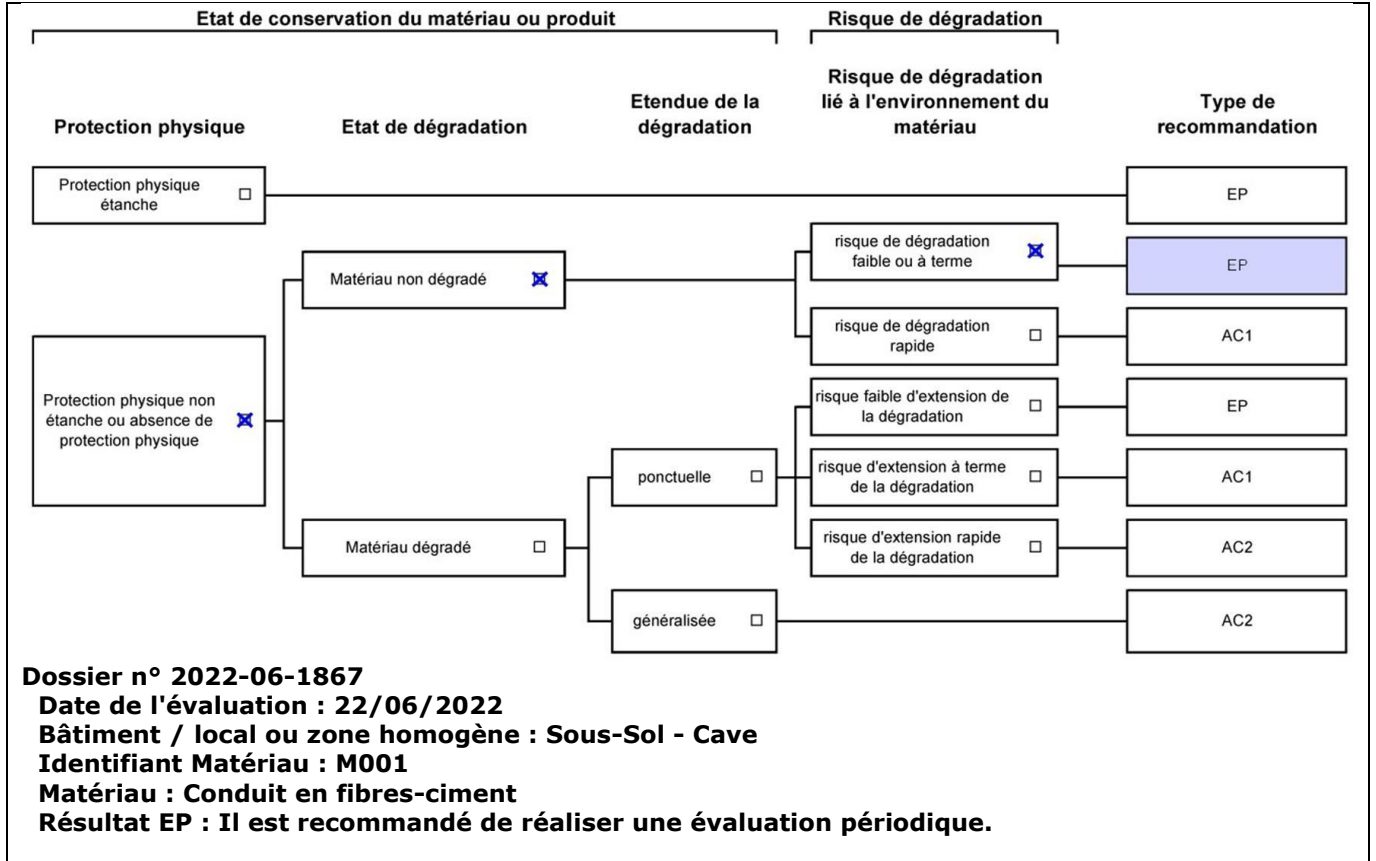 Etat de conservation du matériau ou produit
Risque de dégradation
Protection physique
Etat de dégradation
Etendue de la
dégradation
Risque de dégradation
lié à l'environnement du
matériau
Type de
recommandation
Protection physique
étanche
EP
risque de dégradation
faible ou à terme
EP
Matériau non dégradé
risque de dégradation
rapide
AC1
Protection physique non
étanche ou absence de
protection physique
risque faible d'extension de
la dégradation
EP
ponctuelle
risque d'extension à terme
de la dégradation
AC1
Matériau dégradé
risque d'extension rapide
de la dégradation
AC2
généralisée
AC2
Dossier n° 2022-06-1867
Date de l'évaluation : 22/06/2022
Bâtiment / local ou zone homogène : Sous-Sol - Cave
Identifiant Matériau : M001
Matériau : Conduit en fibres-ciment
Résultat EP : Il est recommandé de réaliser une évaluation périodique.